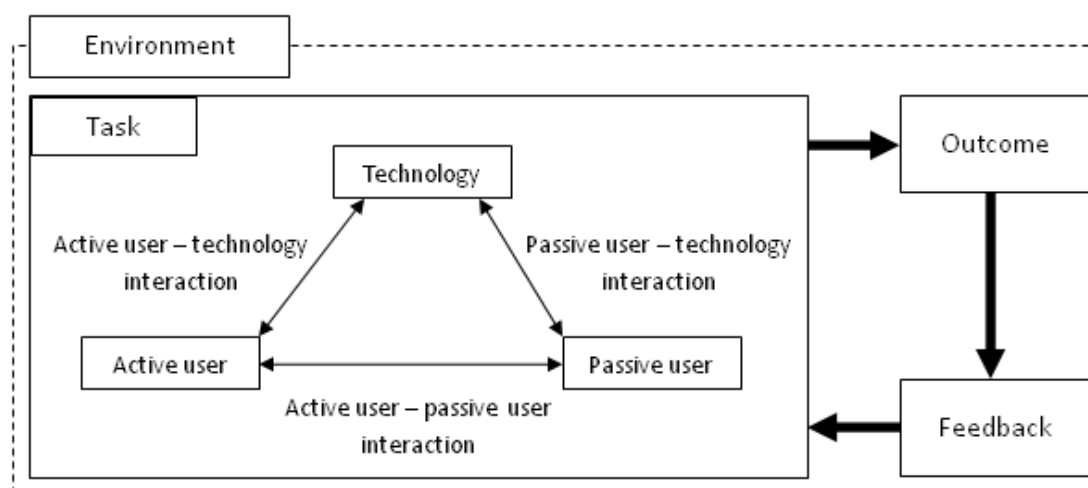 Environment
Task
Outcome
Technology
Active user – technology
interaction
Passive user – technology
interaction
Active user
Passive user
Active user – passive user
interaction
Feedback